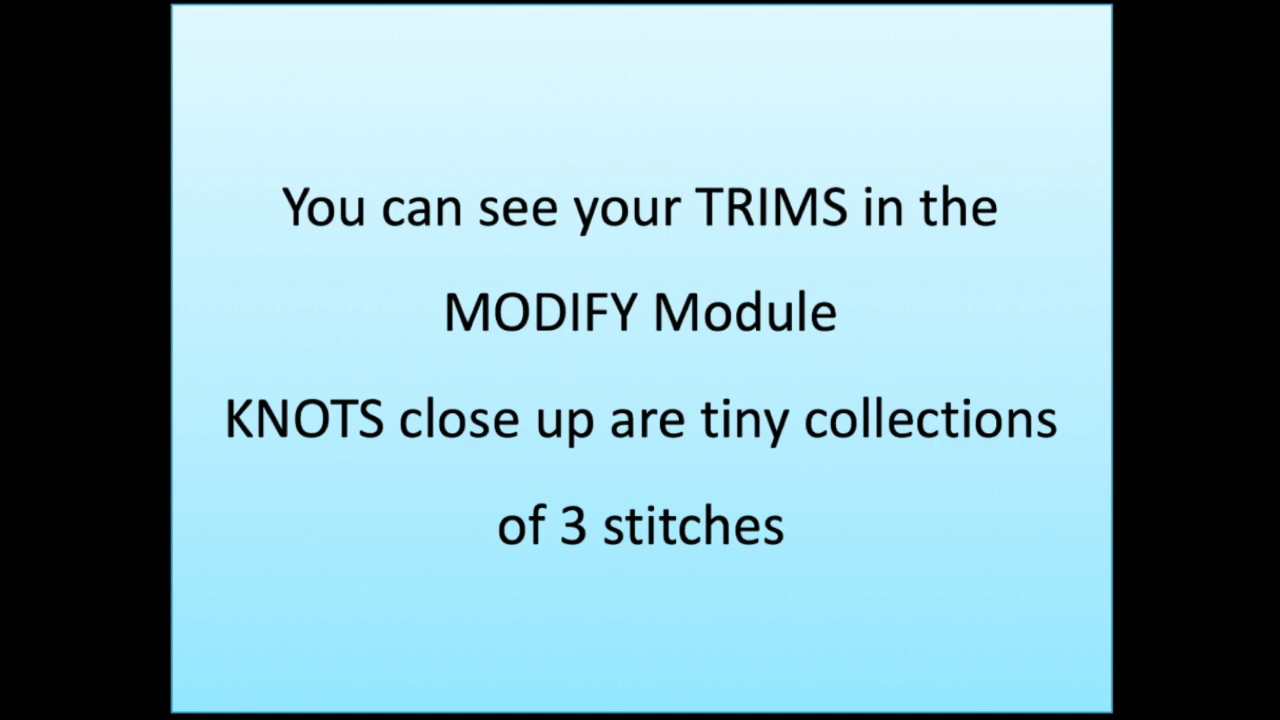 You can see your TRIMS in the
MODIFY Module
KNOTS close up are tiny collections
of 3 stitches